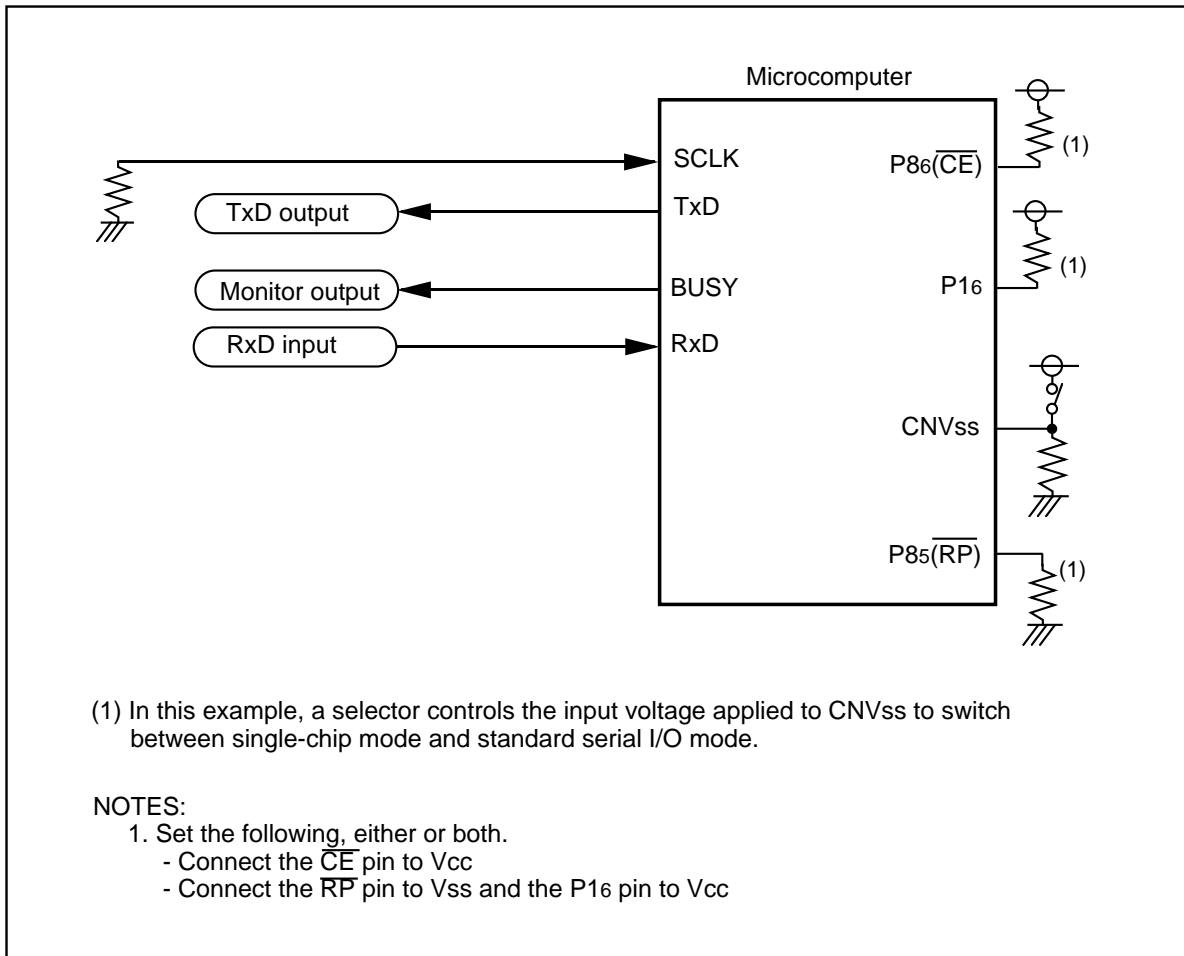 Microcomputer
SCLK
P86(CE)
(1)
TxD output
TxD
Monitor output
BUSY
P16
(1)
RxD input
RxD
CNVss
P85(RP)
(1)
(1) In this example, a selector controls the input voltage applied to CNVss to switch
between single-chip mode and standard serial I/O mode.
NOTES:
1. Set the following, either or both.
- Connect the CE pin to Vcc
- Connect the RP pin to Vss and the P16 pin to Vcc